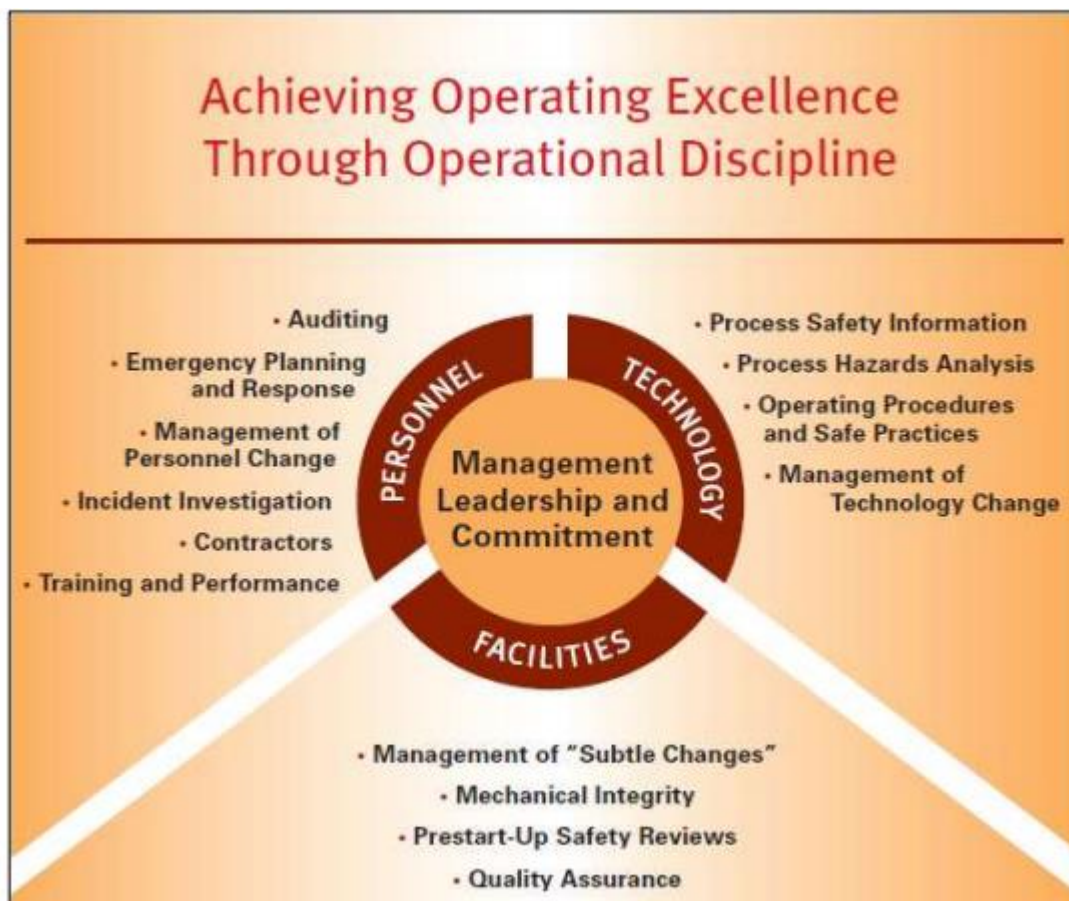 Achieving Operating Excellence
Through Operational Discipline
• Auditing
• Emergency Planning
and Response
• Management of
Personnel Change
• Incident Investigation
• Contractors
• Training and Performance
PERSONNEL
TECHNOLOGY
FACILITIES
Management
Leadership and
Commitment
• Process Safety Information
• Process Hazards Analysis
• Operating Procedures
and Safe Practices
• Management of
Technology Change
• Management of “Subtle Changes”
• Mechanical Integrity
• Prestart-Up Safety Reviews
• Quality Assurance